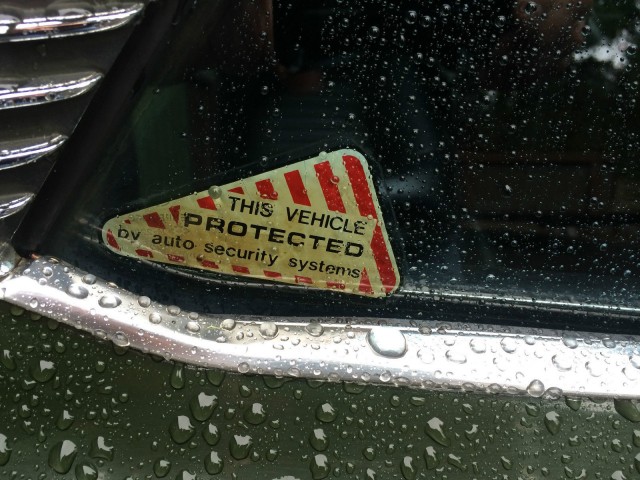 THIS VEHICLE
PROTECTED
by auto security systems